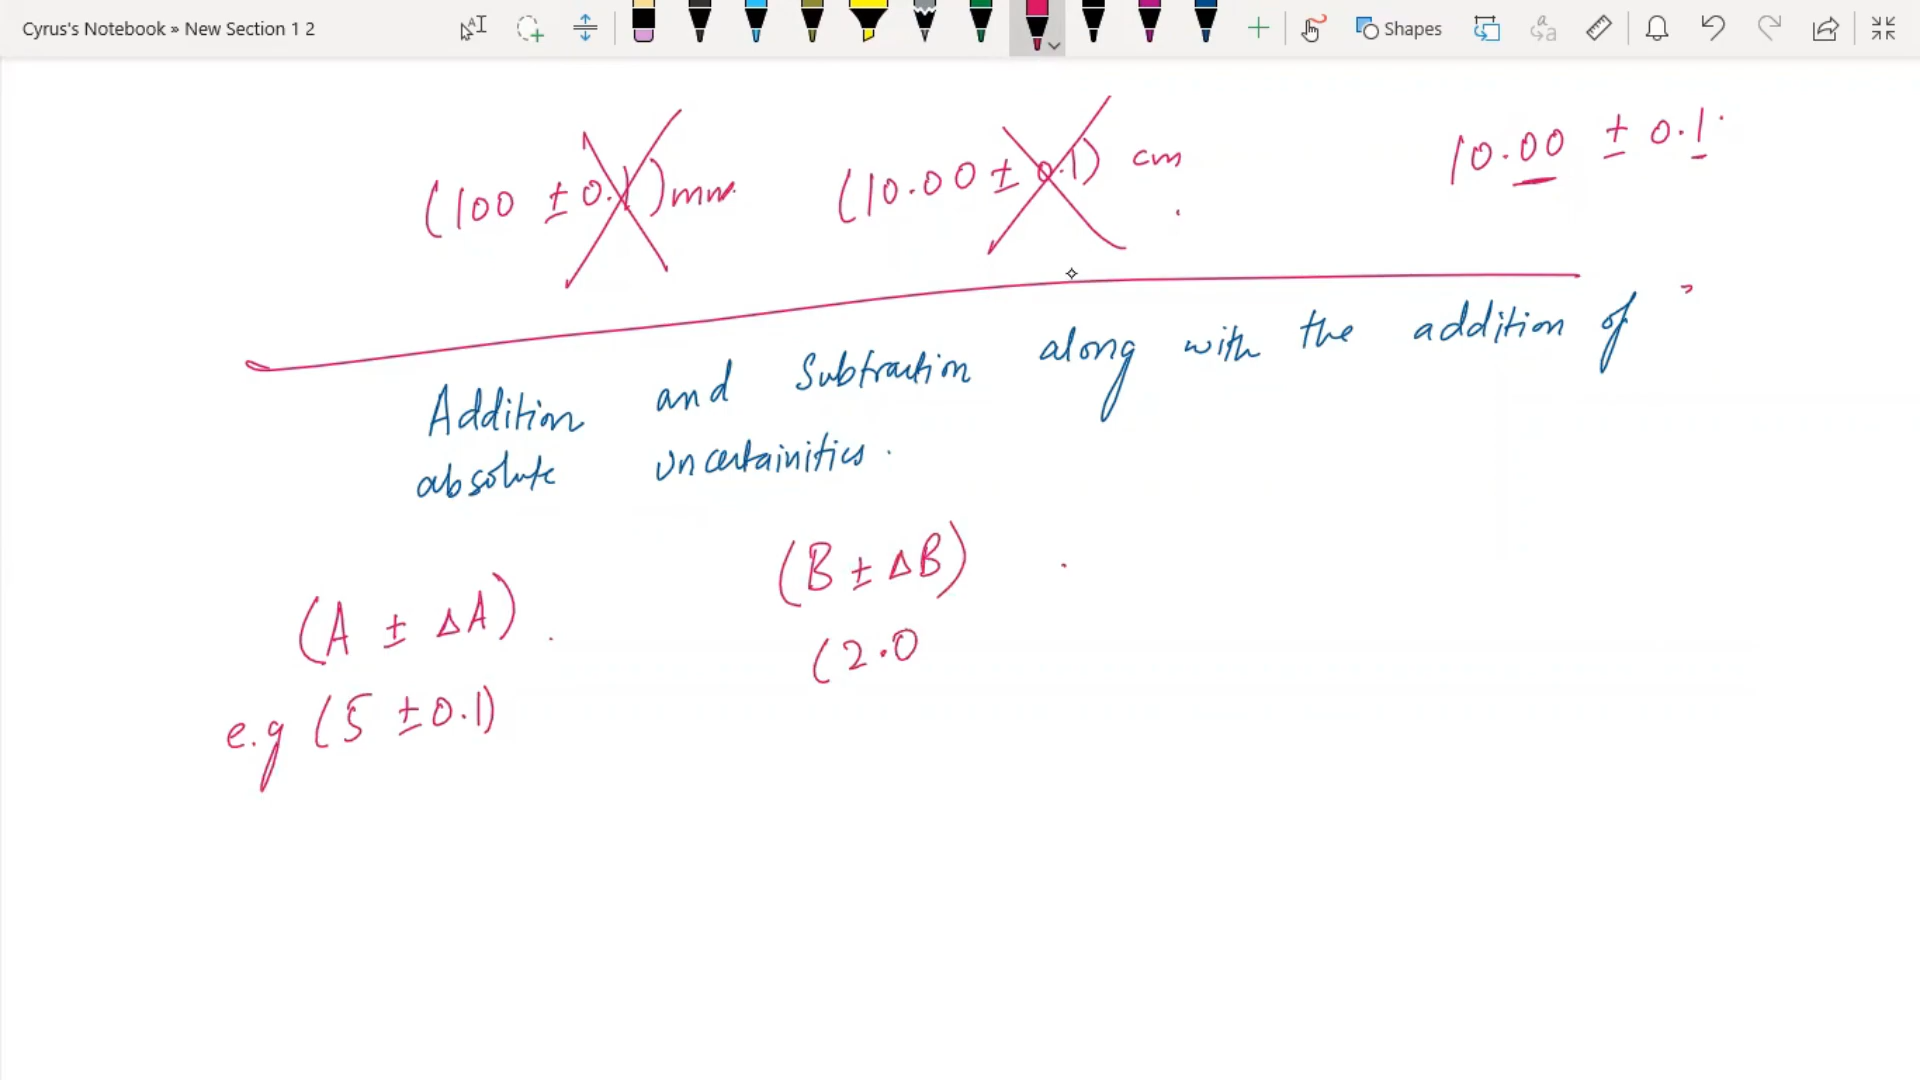 Cyrus's Notebook » New Section 1 2
Shapes
(100 ± 0.1)mm (10.00 ± 0.1) cm 10.00 ± 0.1
Addition and Subtraction along with the addition of
absolute uncertainitics.
(A ± ΔA). (B ± ΔB)
e.g (5 ± 0.1) (2.0